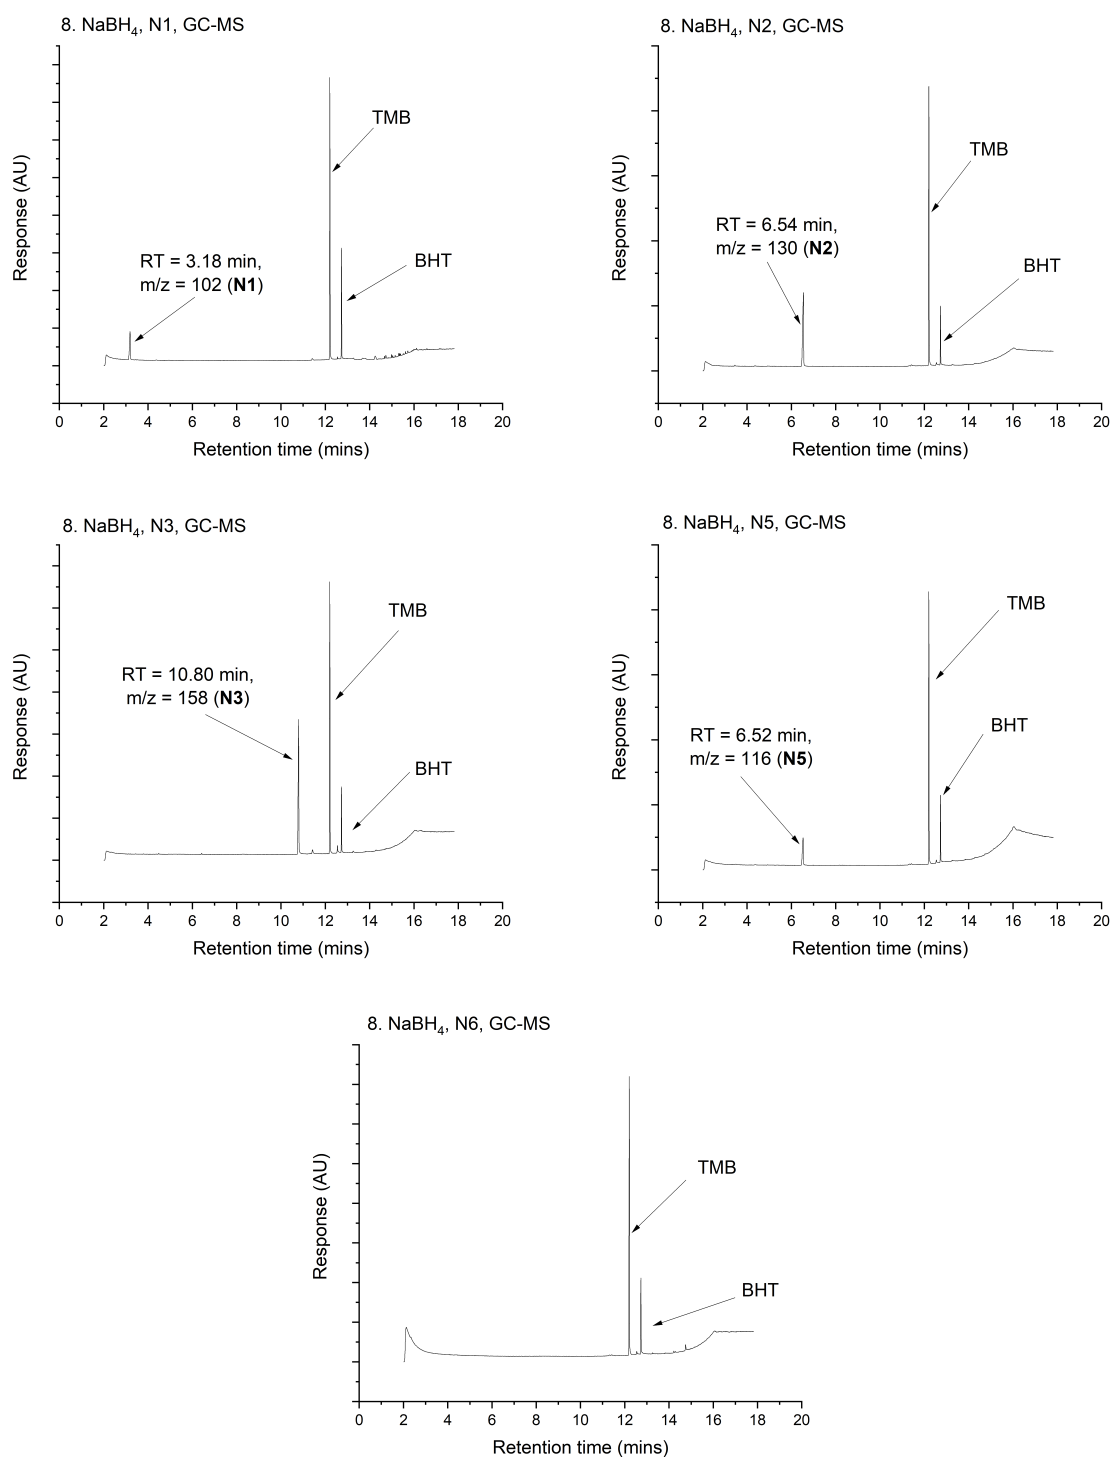 8. NaBH4, N1, GC-MS
Response (AU)
TMB
BHT
RT = 3.18 min,
m/z = 102 (N1)
0 2 4 6 8 10 12 14 16 18 20
Retention time (mins)
8. NaBH4, N2, GC-MS
Response (AU)
TMB
RT = 6.54 min,
m/z = 130 (N2)
BHT
0 2 4 6 8 10 12 14 16 18 20
Retention time (mins)
8. NaBH4, N3, GC-MS
Response (AU)
TMB
RT = 10.80 min,
m/z = 158 (N3)
BHT
0 2 4 6 8 10 12 14 16 18 20
Retention time (mins)
8. NaBH4, N5, GC-MS
Response (AU)
TMB
BHT
RT = 6.52 min,
m/z = 116 (N5)
0 2 4 6 8 10 12 14 16 18 20
Retention time (mins)
8. NaBH4, N6, GC-MS
Response (AU)
TMB
BHT
0 2 4 6 8 10 12 14 16 18 20
Retention time (mins)